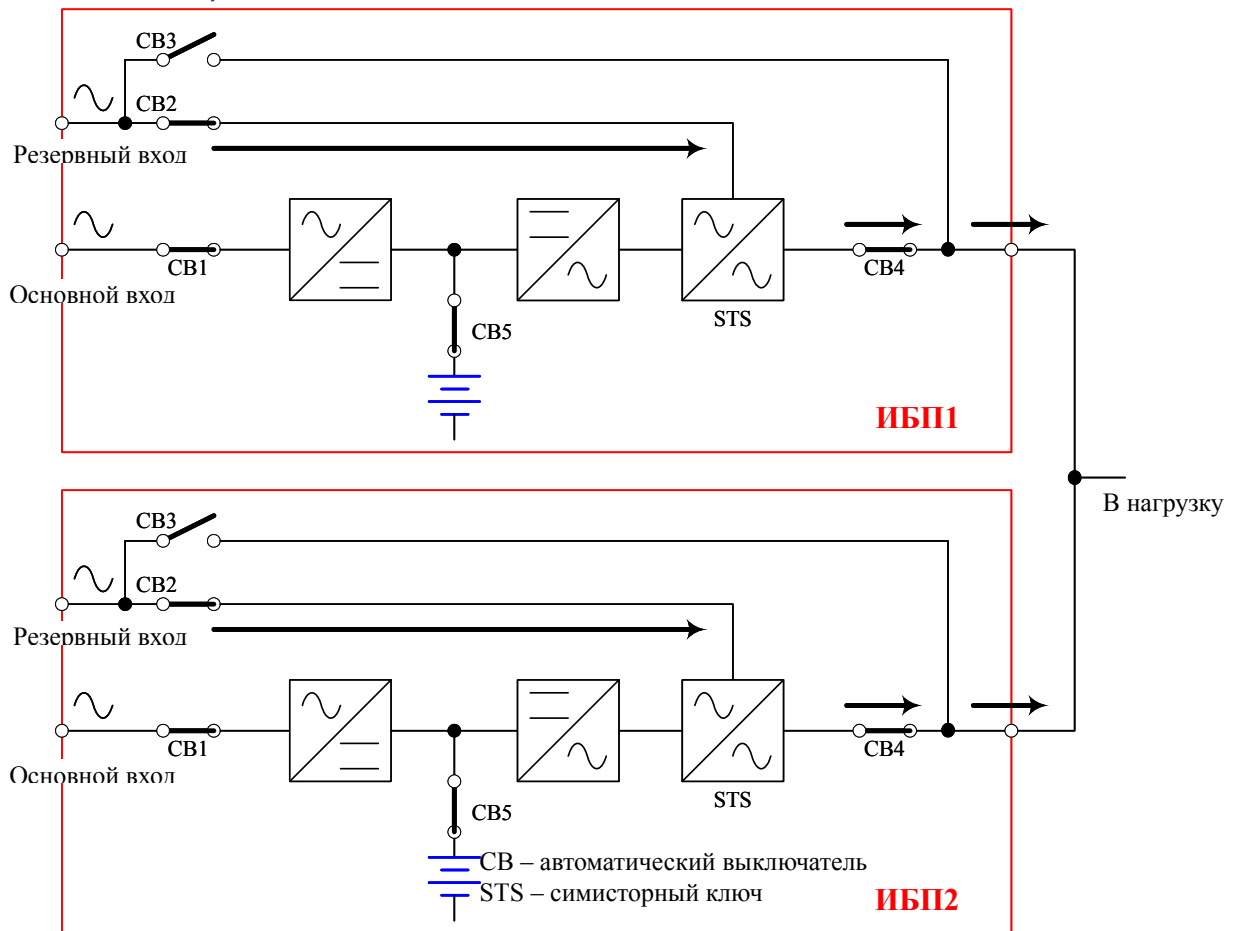 CB3
CB2
Резервный вход
Основной вход
CB1
CB5
STS
CB4
ИБП1
В нагрузку
CB3
CB2
Резервный вход
Основной вход
CB1
CB5
STS
CB4
CB – автоматический выключатель
STS – симисторный ключ
ИБП2